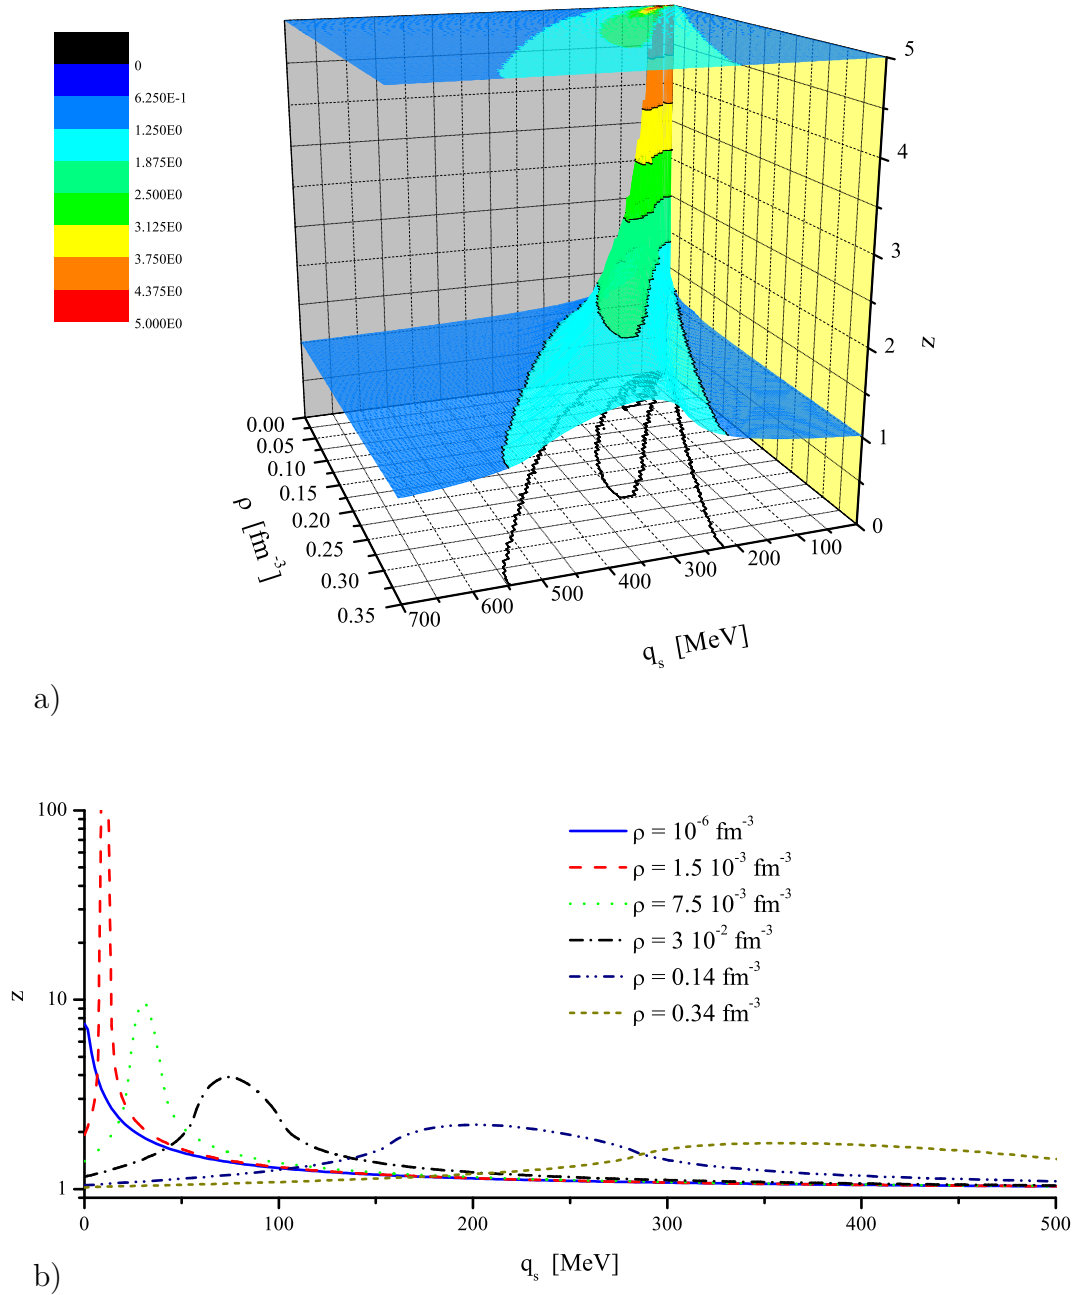 0
6.250E-1
1.250E0
1.875E0
2.500E0
3.125E0
3.750E0
4.375E0
5.000E0
5
4
3
2
1
0
z
0.00
0.05
0.10
0.15
0.20
0.25
0.30
0.35
ρ [fm⁻³]
700
600
500
400
300
200
100
qₛ [MeV]
a)
100
10
1
z
ρ = 10⁻⁶ fm⁻³
ρ = 1.5 10⁻³ fm⁻³
ρ = 7.5 10⁻³ fm⁻³
ρ = 3 10⁻² fm⁻³
ρ = 0.14 fm⁻³
ρ = 0.34 fm⁻³
0 100 200 300 400 500
qₛ [MeV]
b)